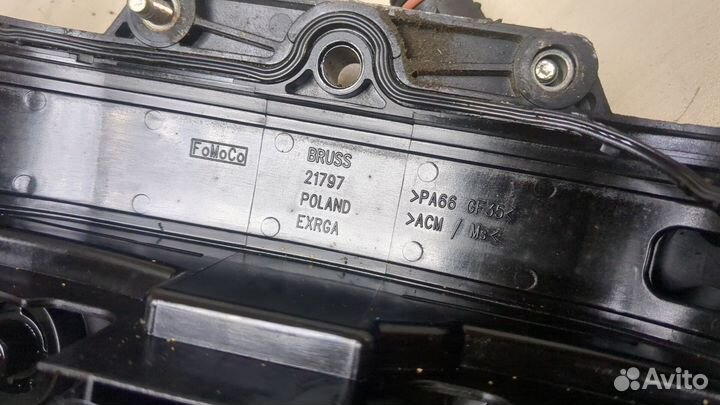 FoMoCo
BRUSS
21797
POLAND
EXRGA
>PA66 GF35<
>ACM / Ms<
Avito